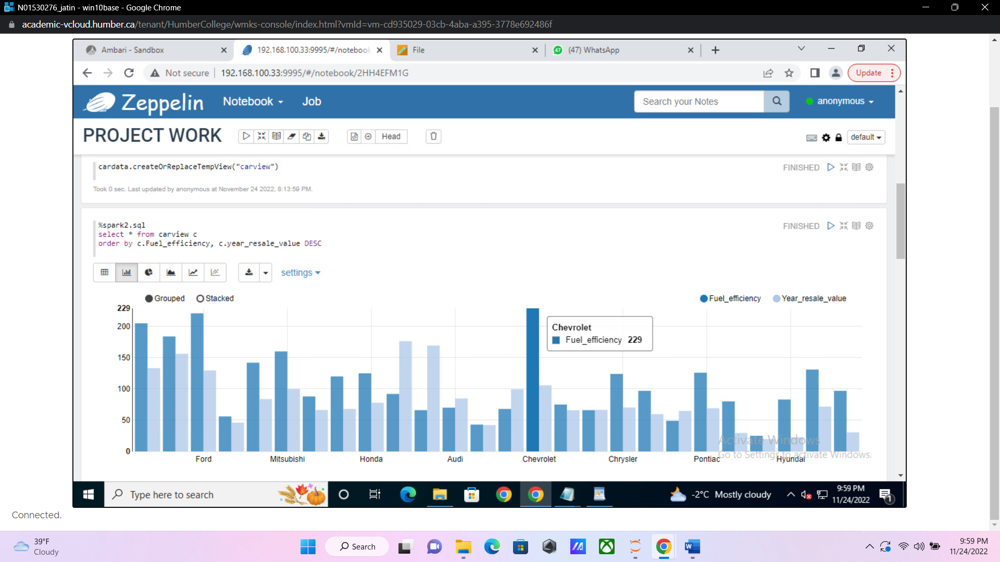 N01530276_jatin - win10base - Google Chrome
academic-vcloud.humber.ca/tenant/HumberCollege/wmks-console/index.html?vmId=vm-cd935029-03cb-4aba-a395-3778e692486f
Ambari - Sandbox
192.168.100.33:9995/#/notebook
File
47 (47) WhatsApp
Not secure 192.168.100.33:9995/#/notebook/2HH4EFM1G
Update
Zeppelin Notebook Job
Search your Notes
anonymous
PROJECT WORK
Head
default
cardata.createOrReplaceTempView("carview")
FINISHED
Took 0 sec. Last updated by anonymous at November 24 2022, 8:13:59 PM.
%spark2.sql
select * from carview c
order by c.Fuel_efficiency, c.year_resale_value DESC
FINISHED
settings
Grouped Stacked
Fuel_efficiency Year_resale_value
229
200
150
100
50
0
Chevrolet
Fuel_efficiency 229
Ford Mitsubishi Honda Audi Chevrolet Chrysler Pontiac Hyundai
Activate Windows
Go to Settings to activate Windows.
Type here to search
-2°C Mostly cloudy
9:59 PM
11/24/2022
1
Connected.
39°F
Cloudy
Search
W
9:59 PM
11/24/2022